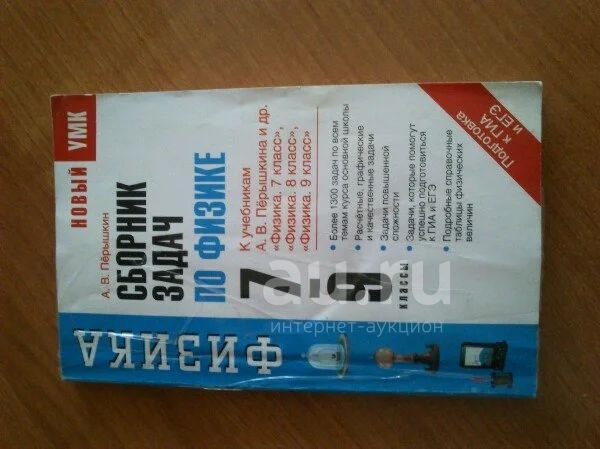 НОВЫЙ УМК
А. В. Пёрышкин
СБОРНИК
ЗАДАЧ
ПО ФИЗИКЕ
7
9
классы
К учебникам
А. В. Пёрышкина и др.
«Физика. 7 класс»,
«Физика. 8 класс»,
«Физика. 9 класс»
• Более 1300 задач по всем
темам курса основной школы
• Расчётные, графические
и качественные задачи
• Задачи повышенной
сложности
• Задачи, которые помогут
успешно подготовиться
к ГИА и ЕГЭ
• Подробные справочные
таблицы физических
величин
Подготовка
к ГИА
и ЕГЭ
ФИЗИКА
au.ru
интернет-аукцион